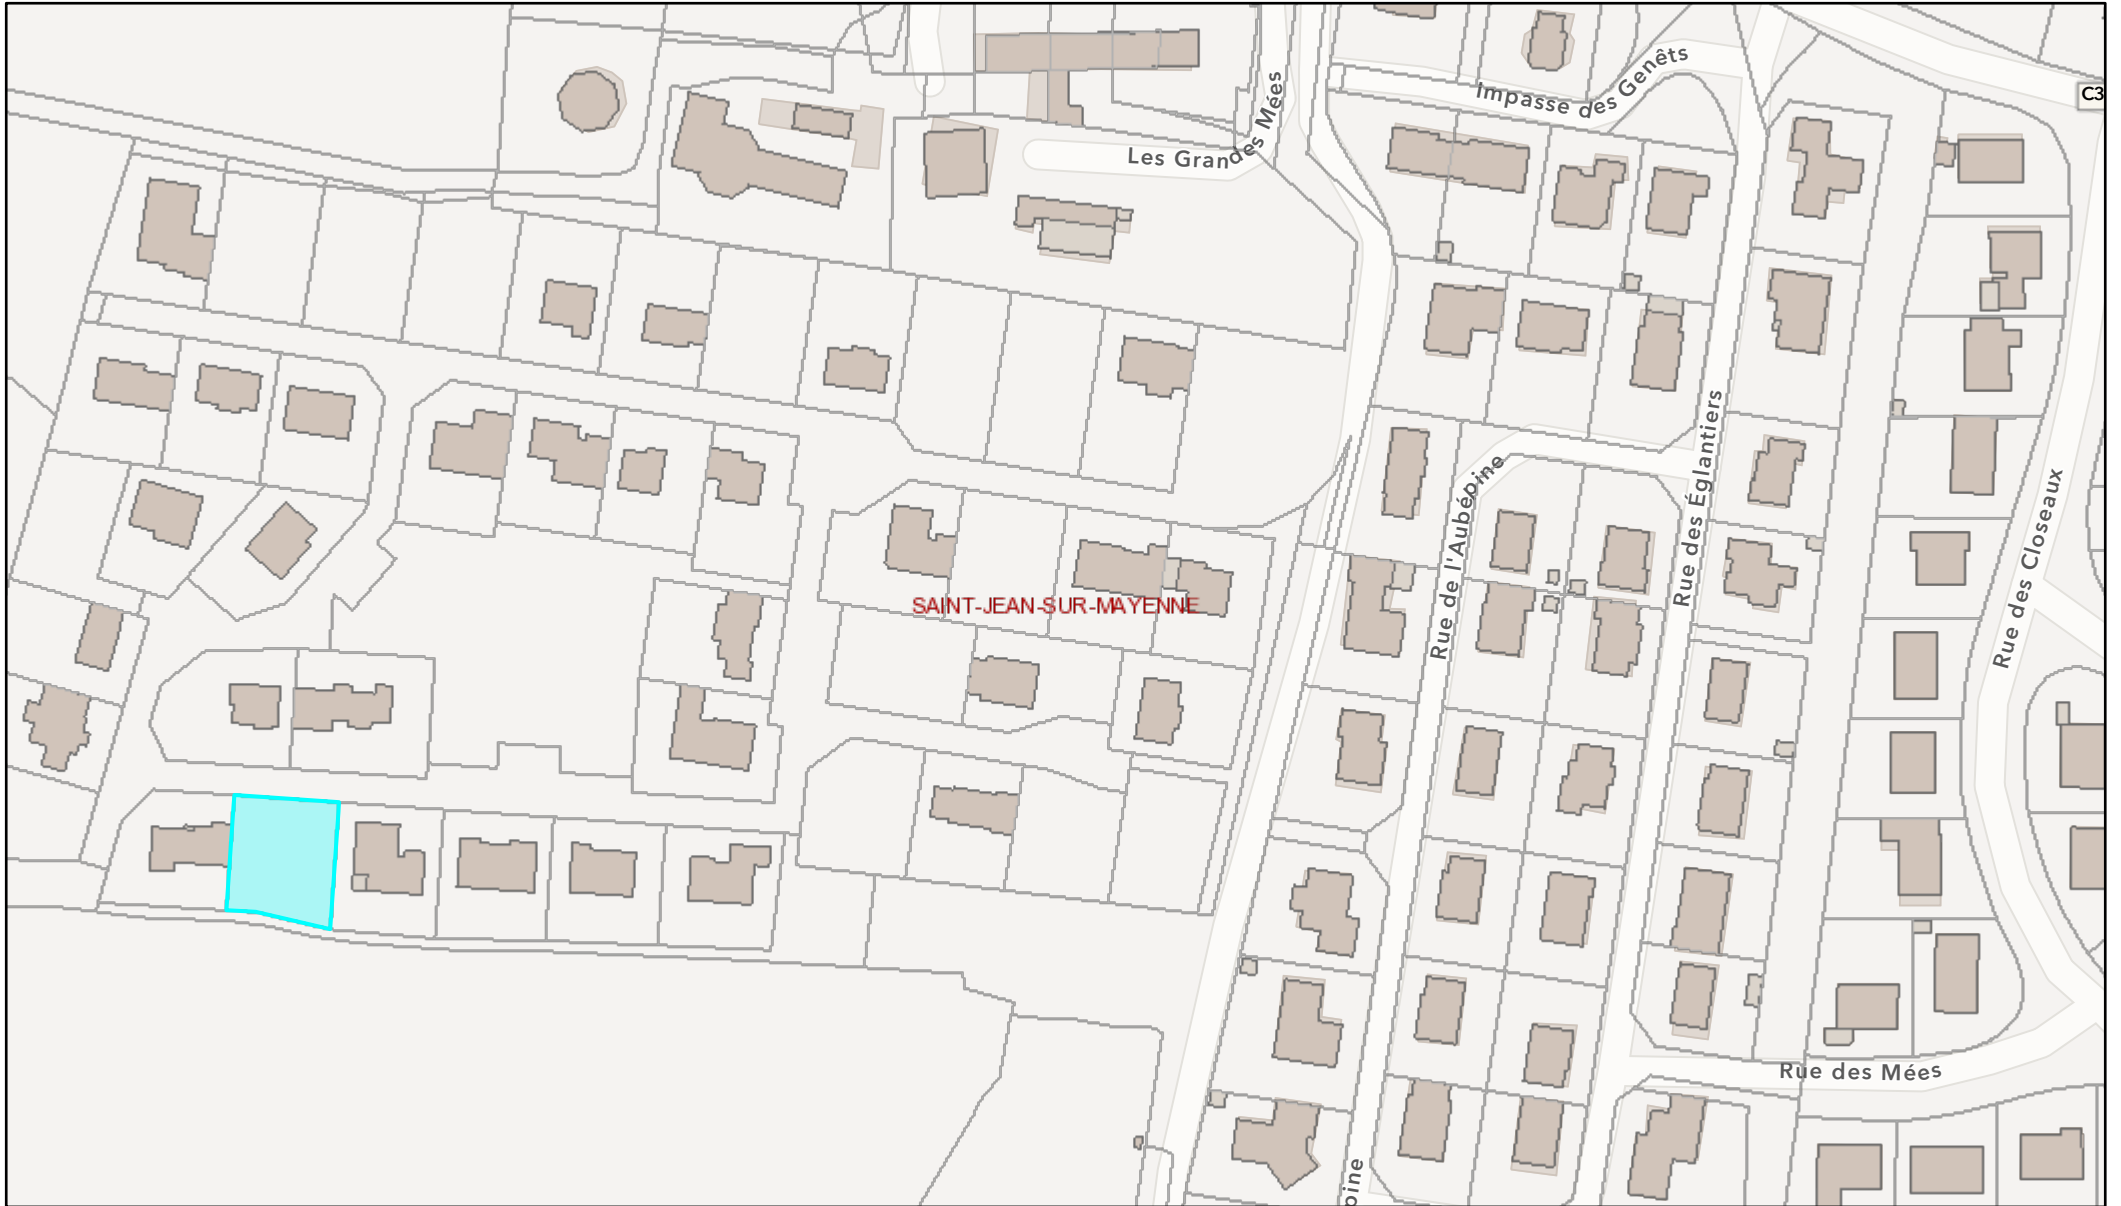 Impasse des Genêts
C3
Les Grandes Mées
Rue des Églantiers
Rue de l'Aubépine
Rue des Closeaux
SAINT-JEAN-SUR-MAYENNE
Rue des Mées
pine